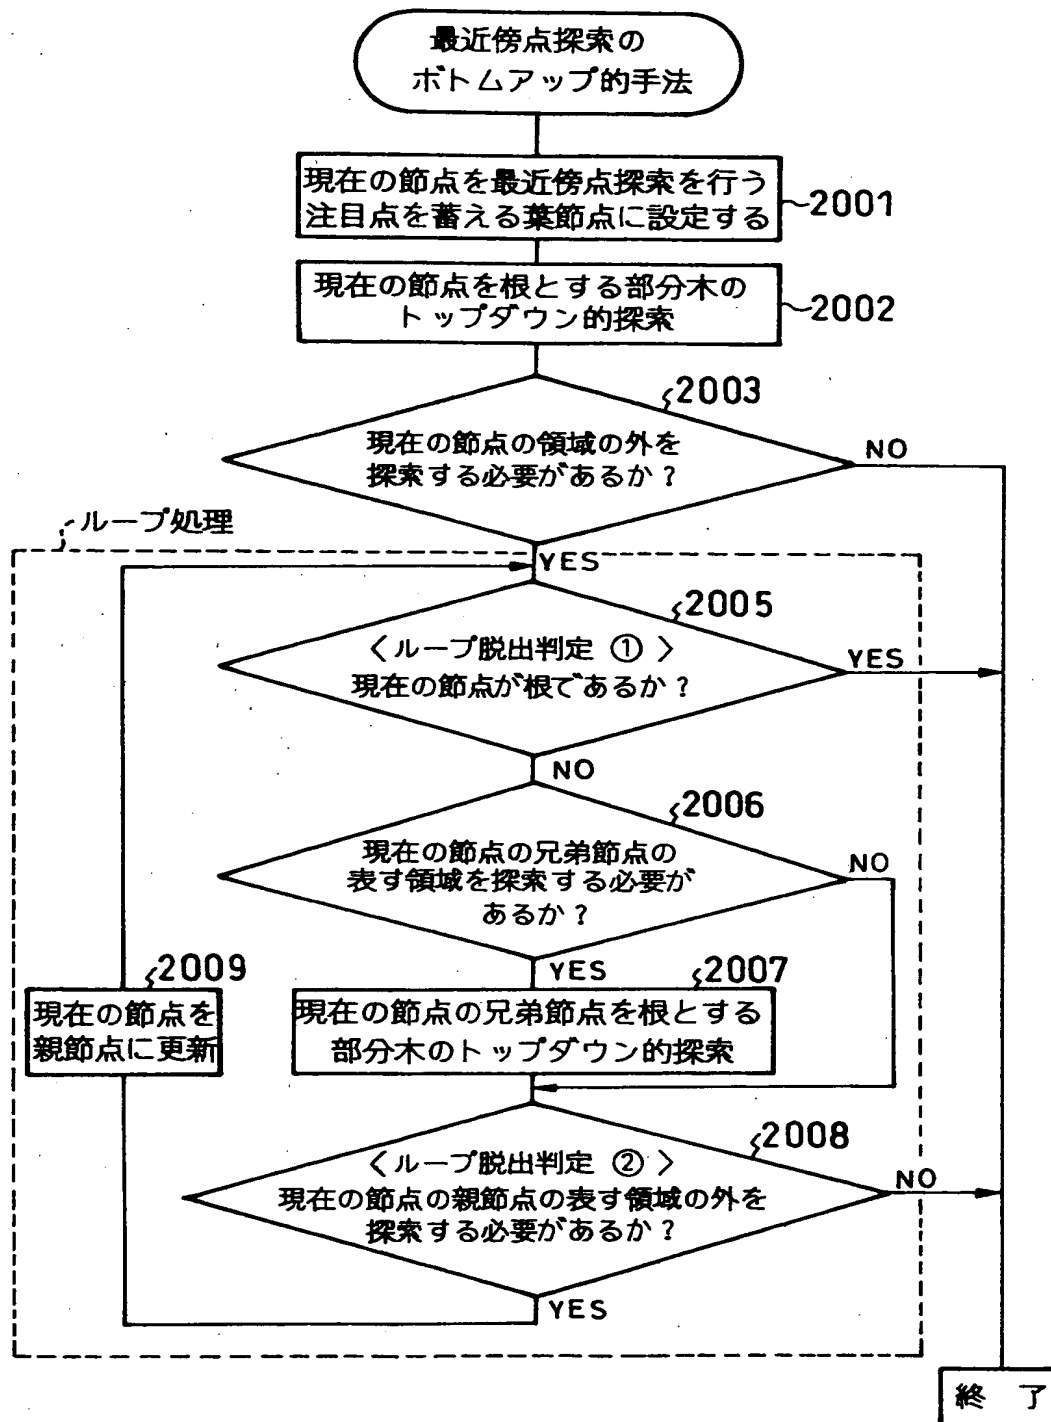 最近傍点探索の
ボトムアップ的手法
現在の節点を最近傍点探索を行う
注目点を蓄える葉節点に設定する
2001
現在の節点を根とする部分木の
トップダウン的探索
2002
2003
現在の節点の領域の外を
探索する必要があるか?
NO
ループ処理
YES
2005
〈ループ脱出判定 ①〉
現在の節点が根であるか?
YES
NO
2006
現在の節点の兄弟節点の
表す領域を探索する必要が
あるか?
NO
YES
2007
2009
現在の節点を
親節点に更新
現在の節点の兄弟節点を根とする
部分木のトップダウン的探索
2008
〈ループ脱出判定 ②〉
現在の節点の親節点の表す領域の外を
探索する必要があるか?
NO
YES
終 了